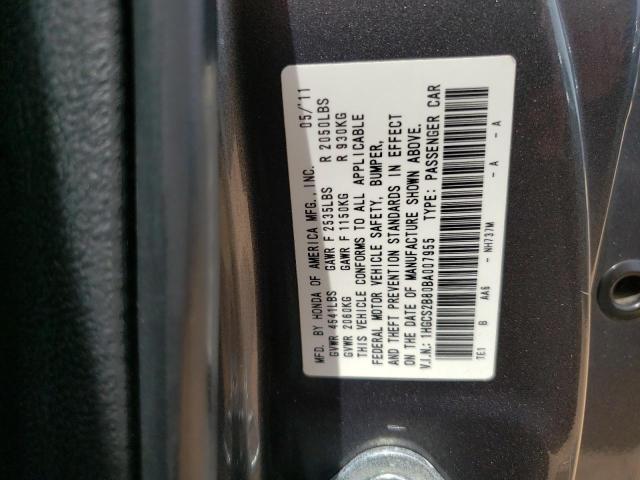 MFD. BY HONDA OF AMERICA MFG., INC. 05/'11
GVWR 4541LBS GAWR F 2535LBS R 2050LBS
GVWR 2060KG GAWR F 1150KG R 930KG
THIS VEHICLE CONFORMS TO ALL APPLICABLE
FEDERAL MOTOR VEHICLE SAFETY, BUMPER,
AND THEFT PREVENTION STANDARDS IN EFFECT
ON THE DATE OF MANUFACTURE SHOWN ABOVE.
V.I.N.: 1HGCS2B80BA007955 TYPE: PASSENGER CAR
TE1 B AA6 - NH737M - A - A